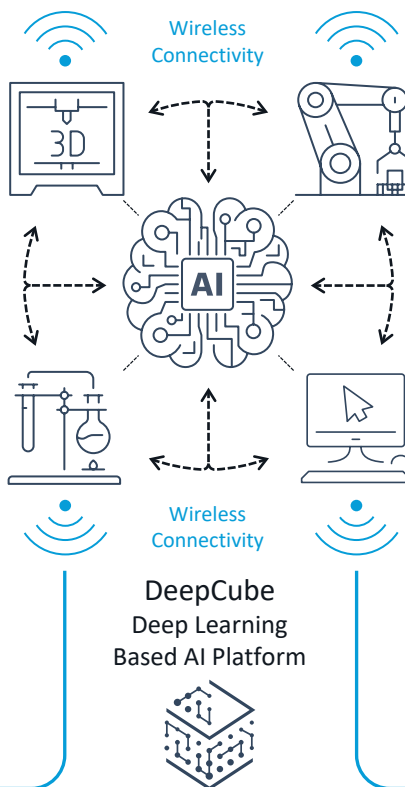 Wireless
Connectivity
3D
AI
Wireless
Connectivity
DeepCube
Deep Learning
Based AI Platform